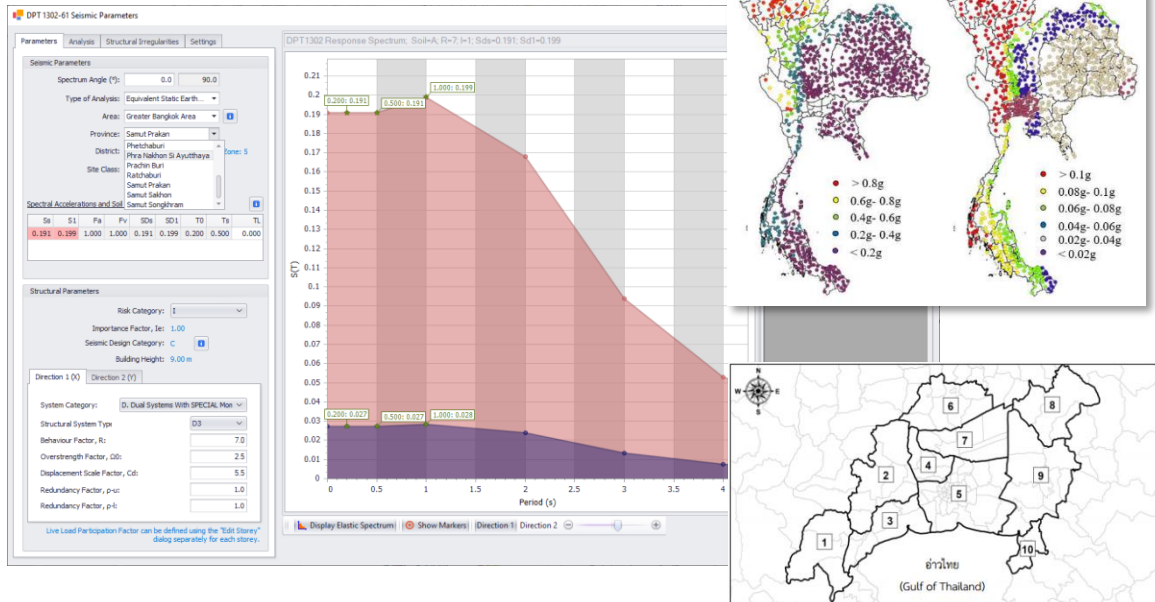 DPT 1302-61 Seismic Parameters
Parameters
Analysis
Structural Irregularities
Settings
Seismic Parameters
Spectrum Angle (°): 0.0 90.0
Type of Analysis: Equivalent Static Earth...
Area: Greater Bangkok Area
Province: Samut Prakan
Phetchaburi
District:
Phra Nakhon Si Ayutthaya
Zone: 5
Prachin Buri
Site Class:
Ratchaburi
Samut Prakan
Samut Sakhon
Spectral Accelerations and Soil
Samut Songkhram
Ss S1 Fa Fv SDs SD1 T0 Ts TL
0.191 0.199 1.000 1.000 0.191 0.199 0.200 0.500 0.000
Structural Parameters
Risk Category: I
Importance Factor, Ie: 1.00
Seismic Design Category: C
Building Height: 9.00 m
Direction 1 (X)
Direction 2 (Y)
System Category: D. Dual Systems With SPECIAL Mon
Structural System Type D3
Behaviour Factor, R: 7.0
Overstrength Factor, Ω0: 2.5
Displacement Scale Factor, Cd: 5.5
Redundancy Factor, ρ-u: 1.0
Redundancy Factor, ρ-l: 1.0
Live Load Participation Factor can be defined using the "Edit Storey"
dialog separately for each storey.
DPT1302 Response Spectrum; Soil=A; R=7; I=1; Sds=0.191; Sd1=0.199
S(T)
0.21
0.2
0.19
0.18
0.17
0.16
0.15
0.14
0.13
0.12
0.11
0.1
0.09
0.08
0.07
0.06
0.05
0.04
0.03
0.02
0.01
0
0.200: 0.191
0.500: 0.191
1.000: 0.199
0.200: 0.027
0.500: 0.027
1.000: 0.028
0.5 1 2 3 4
Period (s)
Display Elastic Spectrum
Show Markers
Direction 1
Direction 2
> 0.8g
0.6g- 0.8g
0.4g- 0.6g
0.2g- 0.4g
< 0.2g
> 0.1g
0.08g- 0.1g
0.06g- 0.08g
0.04g- 0.06g
0.02g- 0.04g
< 0.02g
N
W E
S
6
8
7
4
2
9
5
3
1
10
อ่าวไทย
(Gulf of Thailand)